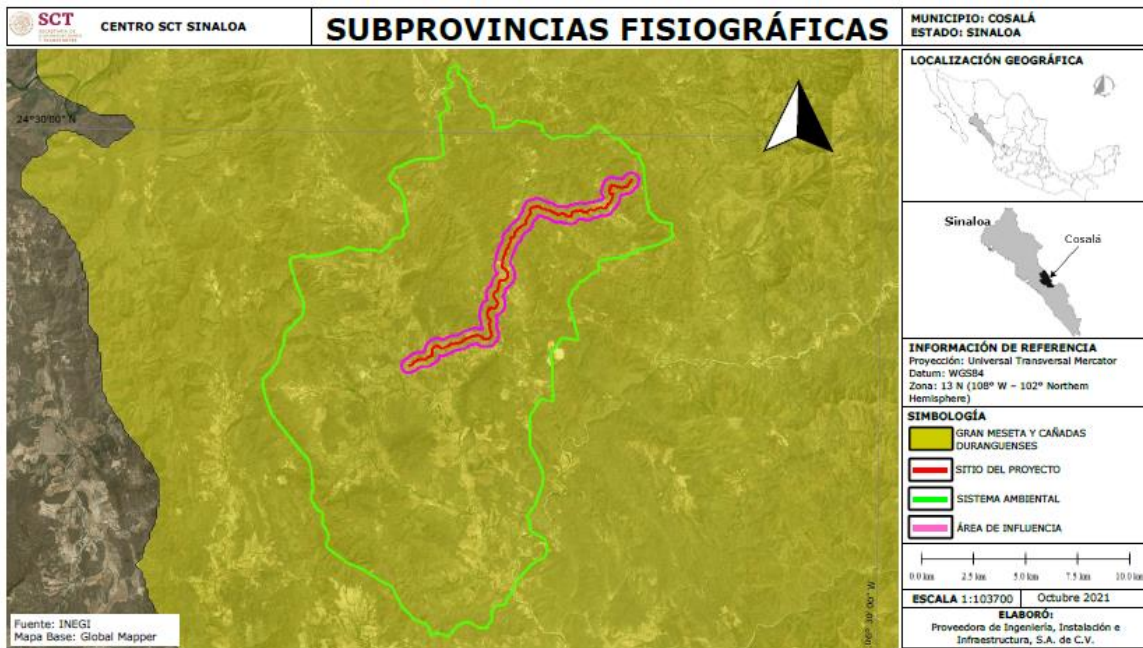 SCT
CENTRO SCT SINALOA
SUBPROVINCIAS FISIOGRÁFICAS
MUNICIPIO: COSALÁ
ESTADO: SINALOA
24°30'00" N
LOCALIZACIÓN GEOGRÁFICA
Sinaloa
Cosalá
INFORMACIÓN DE REFERENCIA
Proyección: Universal Transversal Mercator
Datum: WGS84
Zona: 13 N (108° W – 102° Northem
Hemisphere)
SIMBOLOGÍA
GRAN MESETA Y CAÑADAS
DURANGUENSES
SITIO DEL PROYECTO
SISTEMA AMBIENTAL
ÁREA DE INFLUENCIA
0.0 km 2.5 km 5.0 km 7.5 km 10.0 km
ESCALA 1:103700 Octubre 2021
ELABORÓ:
Proveedora de Ingeniería, Instalación e
Infraestructura, S.A. de C.V.
Fuente: INEGI
Mapa Base: Global Mapper